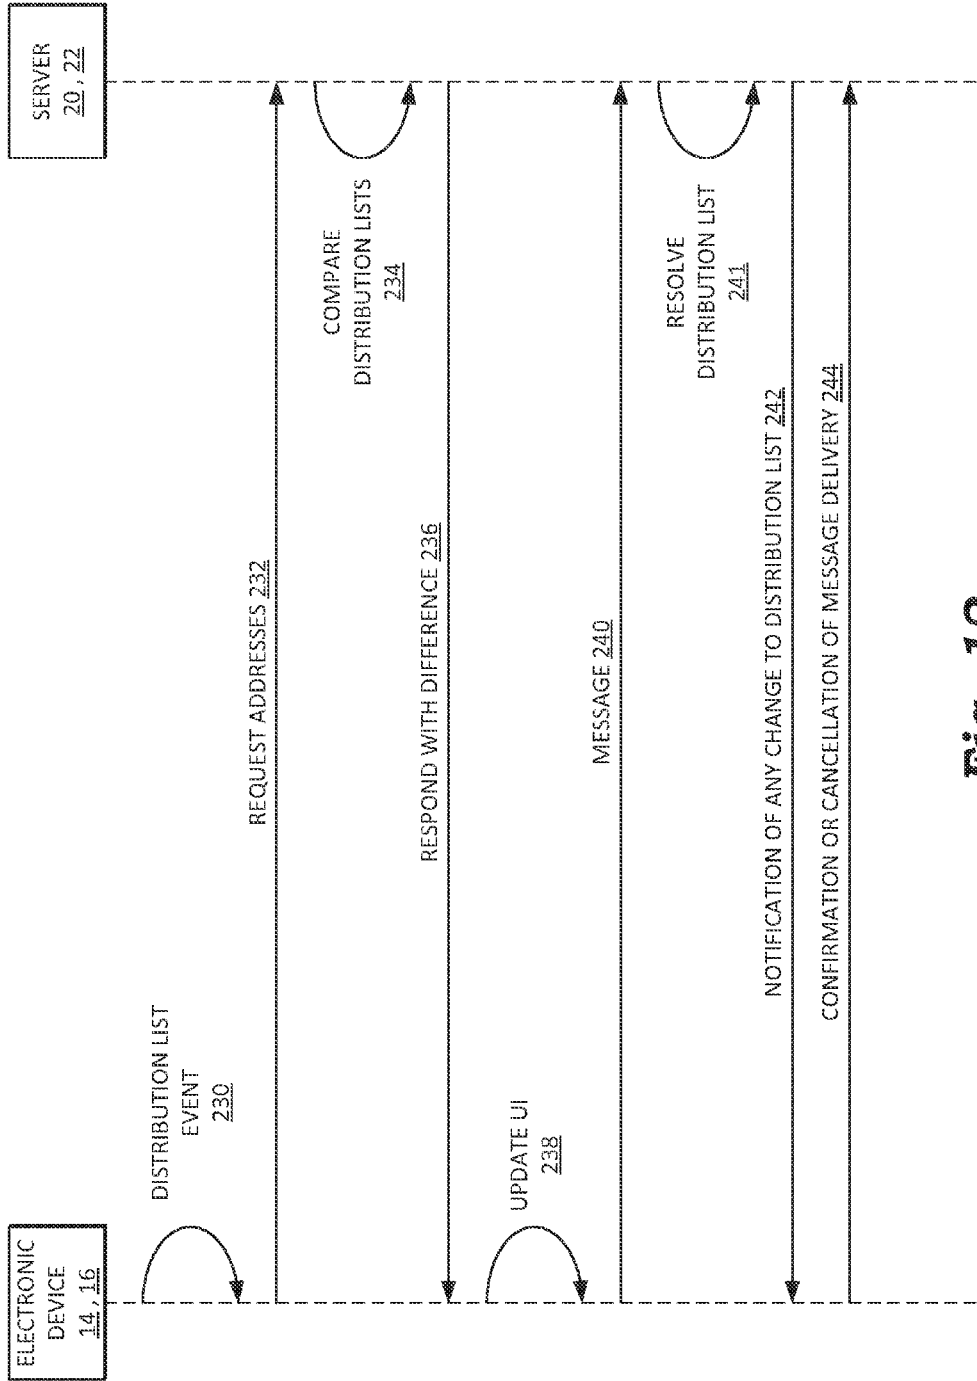 ELECTRONIC
DEVICE
14, 16
SERVER
20, 22
DISTRIBUTION LIST
EVENT
230
REQUEST ADDRESSES 232
COMPARE
DISTRIBUTION LISTS
234
RESPOND WITH DIFFERENCE 236
UPDATE UI
238
MESSAGE 240
RESOLVE
DISTRIBUTION LIST
241
NOTIFICATION OF ANY CHANGE TO DISTRIBUTION LIST 242
CONFIRMATION OR CANCELLATION OF MESSAGE DELIVERY 244